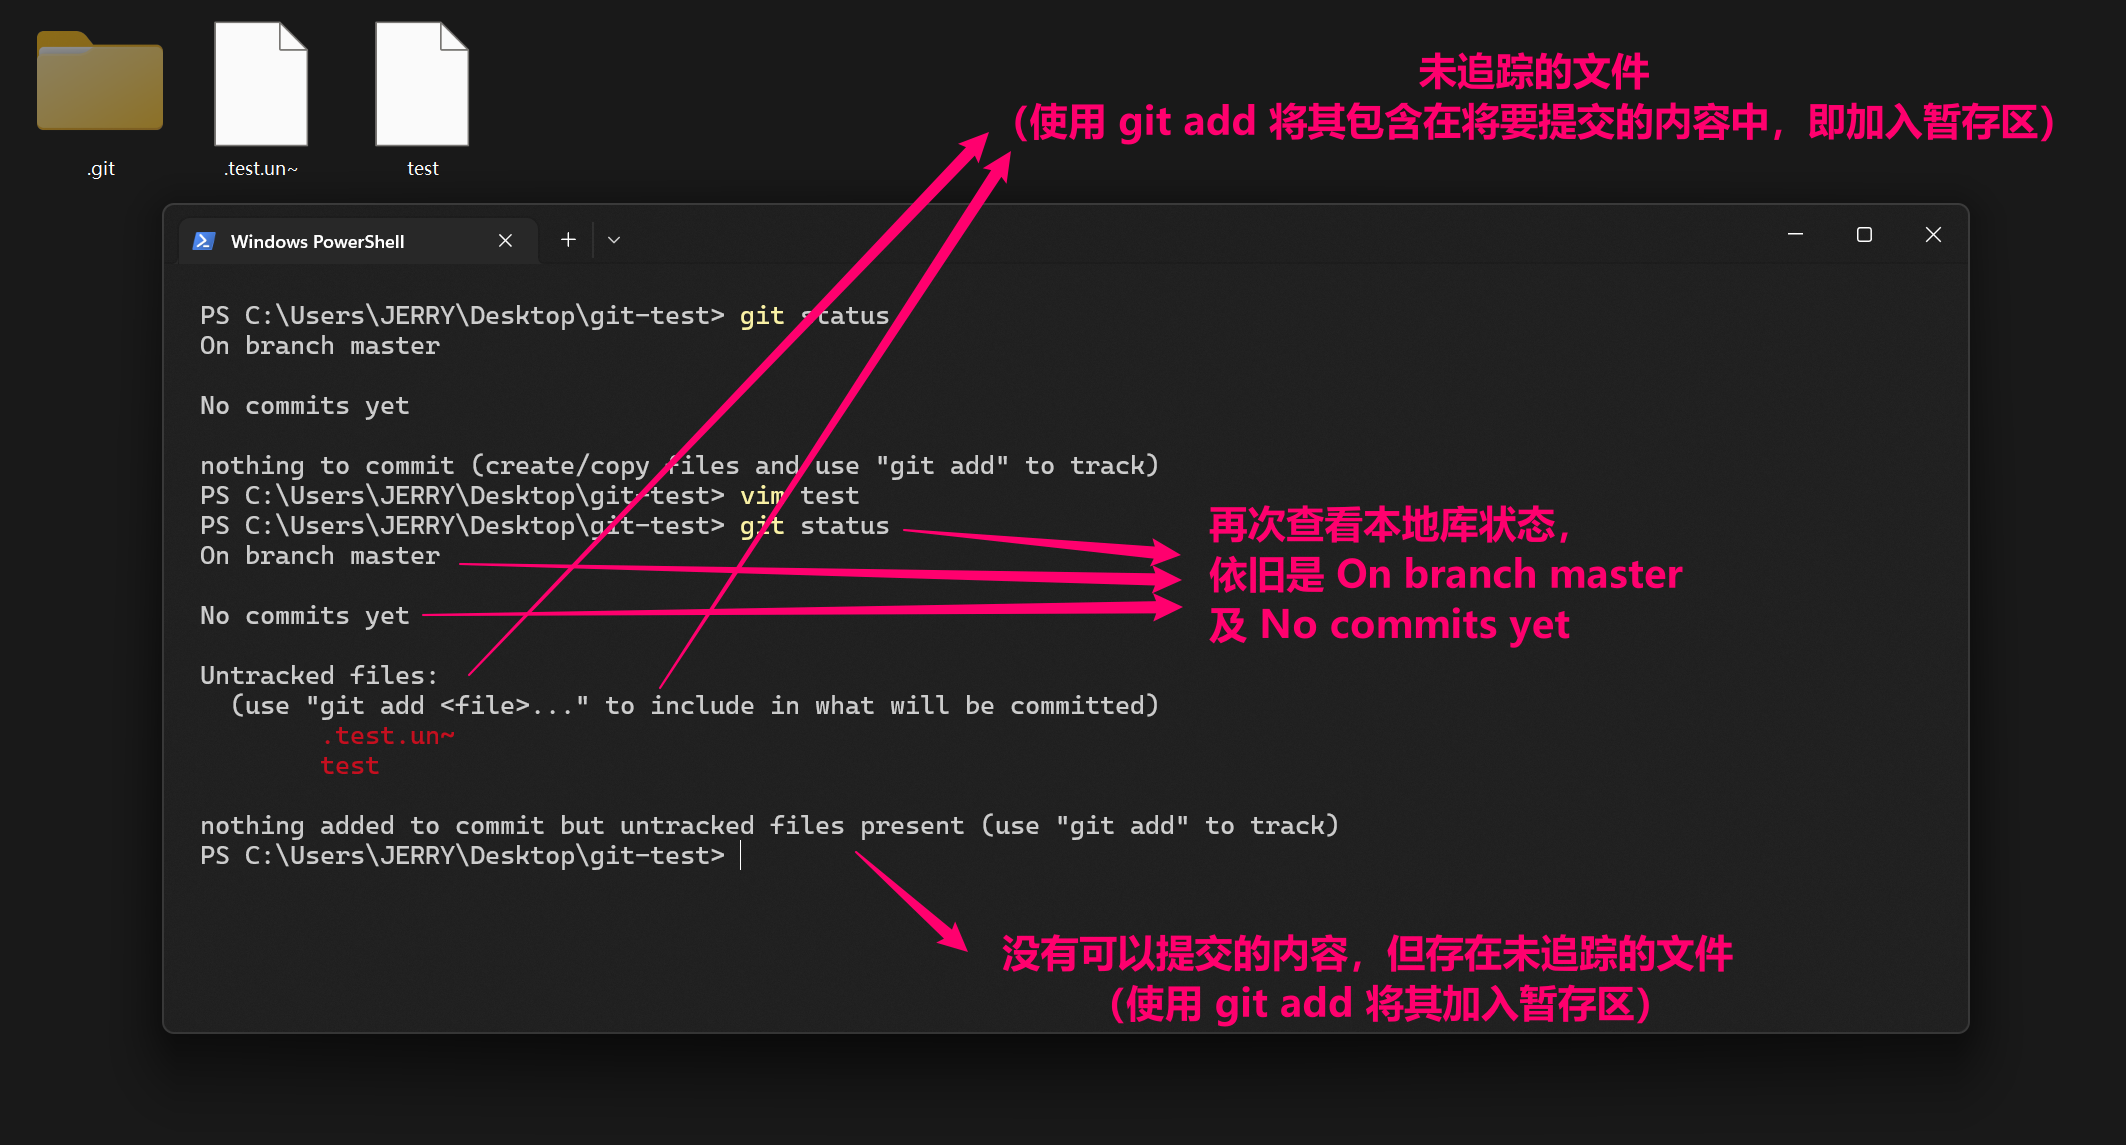 .git
.test.un~
test
未追踪的文件
（使用 git add 将其包含在将要提交的内容中，即加入暂存区）
Windows PowerShell
PS C:\Users\JERRY\Desktop\git-test> git status
On branch master
No commits yet
nothing to commit (create/copy files and use "git add" to track)
PS C:\Users\JERRY\Desktop\git-test> vim test
PS C:\Users\JERRY\Desktop\git-test> git status
On branch master
No commits yet
再次查看本地库状态，
依旧是 On branch master
及 No commits yet
Untracked files:
(use "git add <file>..." to include in what will be committed)
.test.un~
test
nothing added to commit but untracked files present (use "git add" to track)
PS C:\Users\JERRY\Desktop\git-test>
没有可以提交的内容，但存在未追踪的文件
（使用 git add 将其加入暂存区）